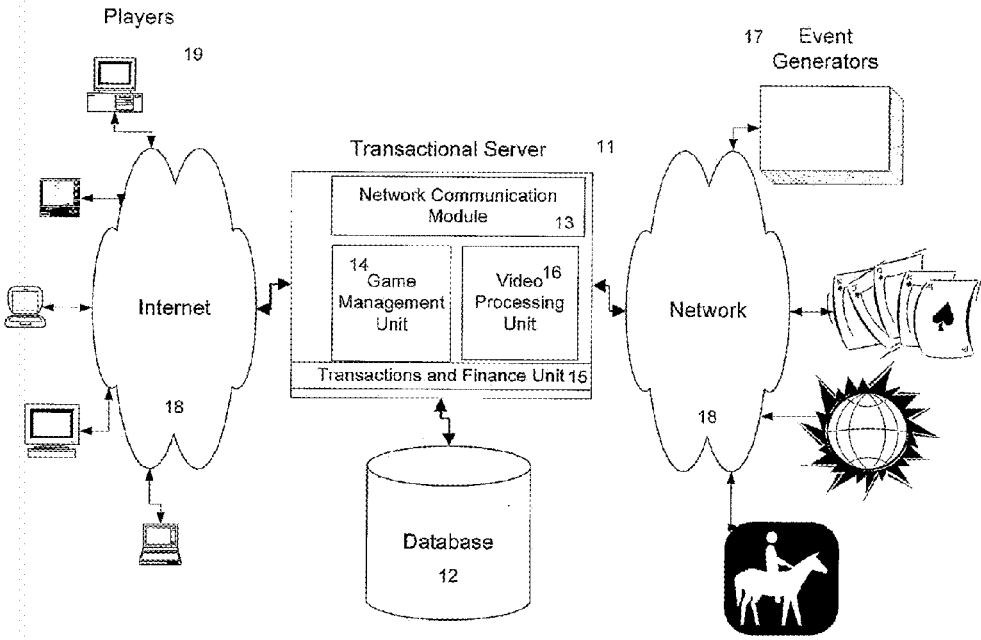 Players
19
17 Event
Generators
Transactional Server 11
Network Communication
Module
13
14
Game
Management
Unit
16
Video
Processing
Unit
Transactions and Finance Unit 15
Internet
18
Network
18
Database
12